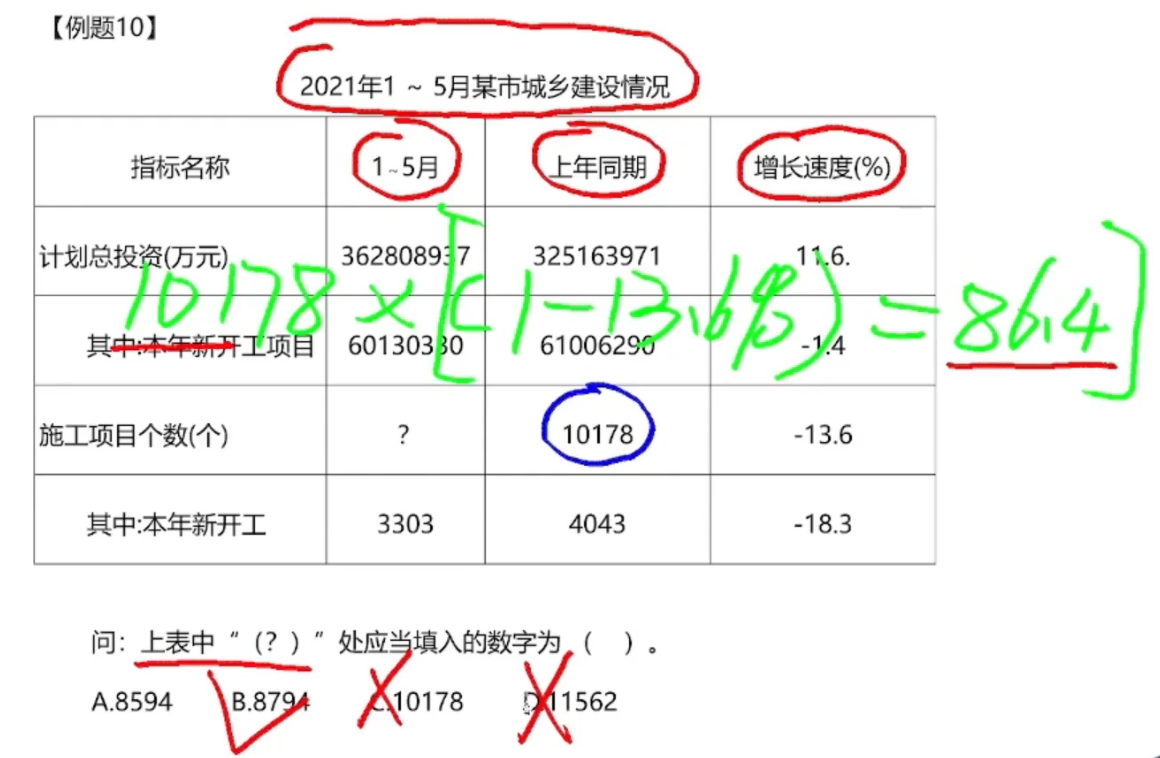 【例题10】
2021年1 ~ 5月某市城乡建设情况
指标名称 1~5月 上年同期 增长速度(%)
计划总投资(万元) 362808937 325163971 11.6.
10178×[(1-13.6%)=86.4]
其中:本年新开工项目 60130330 61006290 -1.4
施工项目个数(个) ? 10178 -13.6
其中:本年新开工 3303 4043 -18.3
问：上表中“（? ）”处应当填入的数字为（ ）。
A.8594 B.8794 C.10178 D.11562